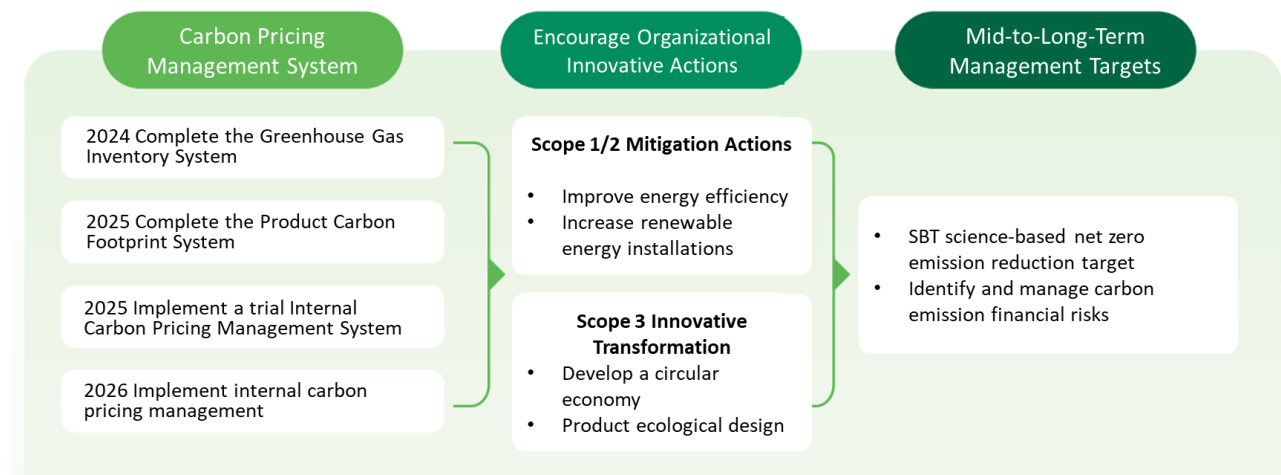 Carbon Pricing
Management System
Encourage Organizational
Innovative Actions
Mid-to-Long-Term
Management Targets
2024 Complete the Greenhouse Gas
Inventory System
2025 Complete the Product Carbon
Footprint System
2025 Implement a trial Internal
Carbon Pricing Management System
2026 Implement internal carbon
pricing management
Scope 1/2 Mitigation Actions
• Improve energy efficiency
• Increase renewable
energy installations
Scope 3 Innovative
Transformation
• Develop a circular
economy
• Product ecological design
• SBT science-based net zero
emission reduction target
• Identify and manage carbon
emission financial risks